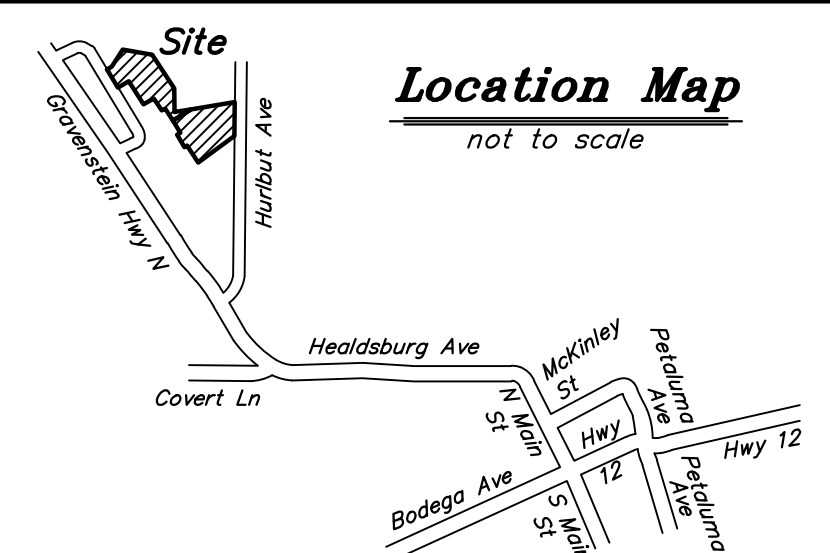 Site
Location Map
not to scale
Gravenstein Hwy N
Hurlbut Ave
Healdsburg Ave
Covert Ln
McKinley
St
Petaluma
Ave
N Main
St
Hwy
12
Hwy 12
Bodega Ave
S Main
St
Petaluma
Ave